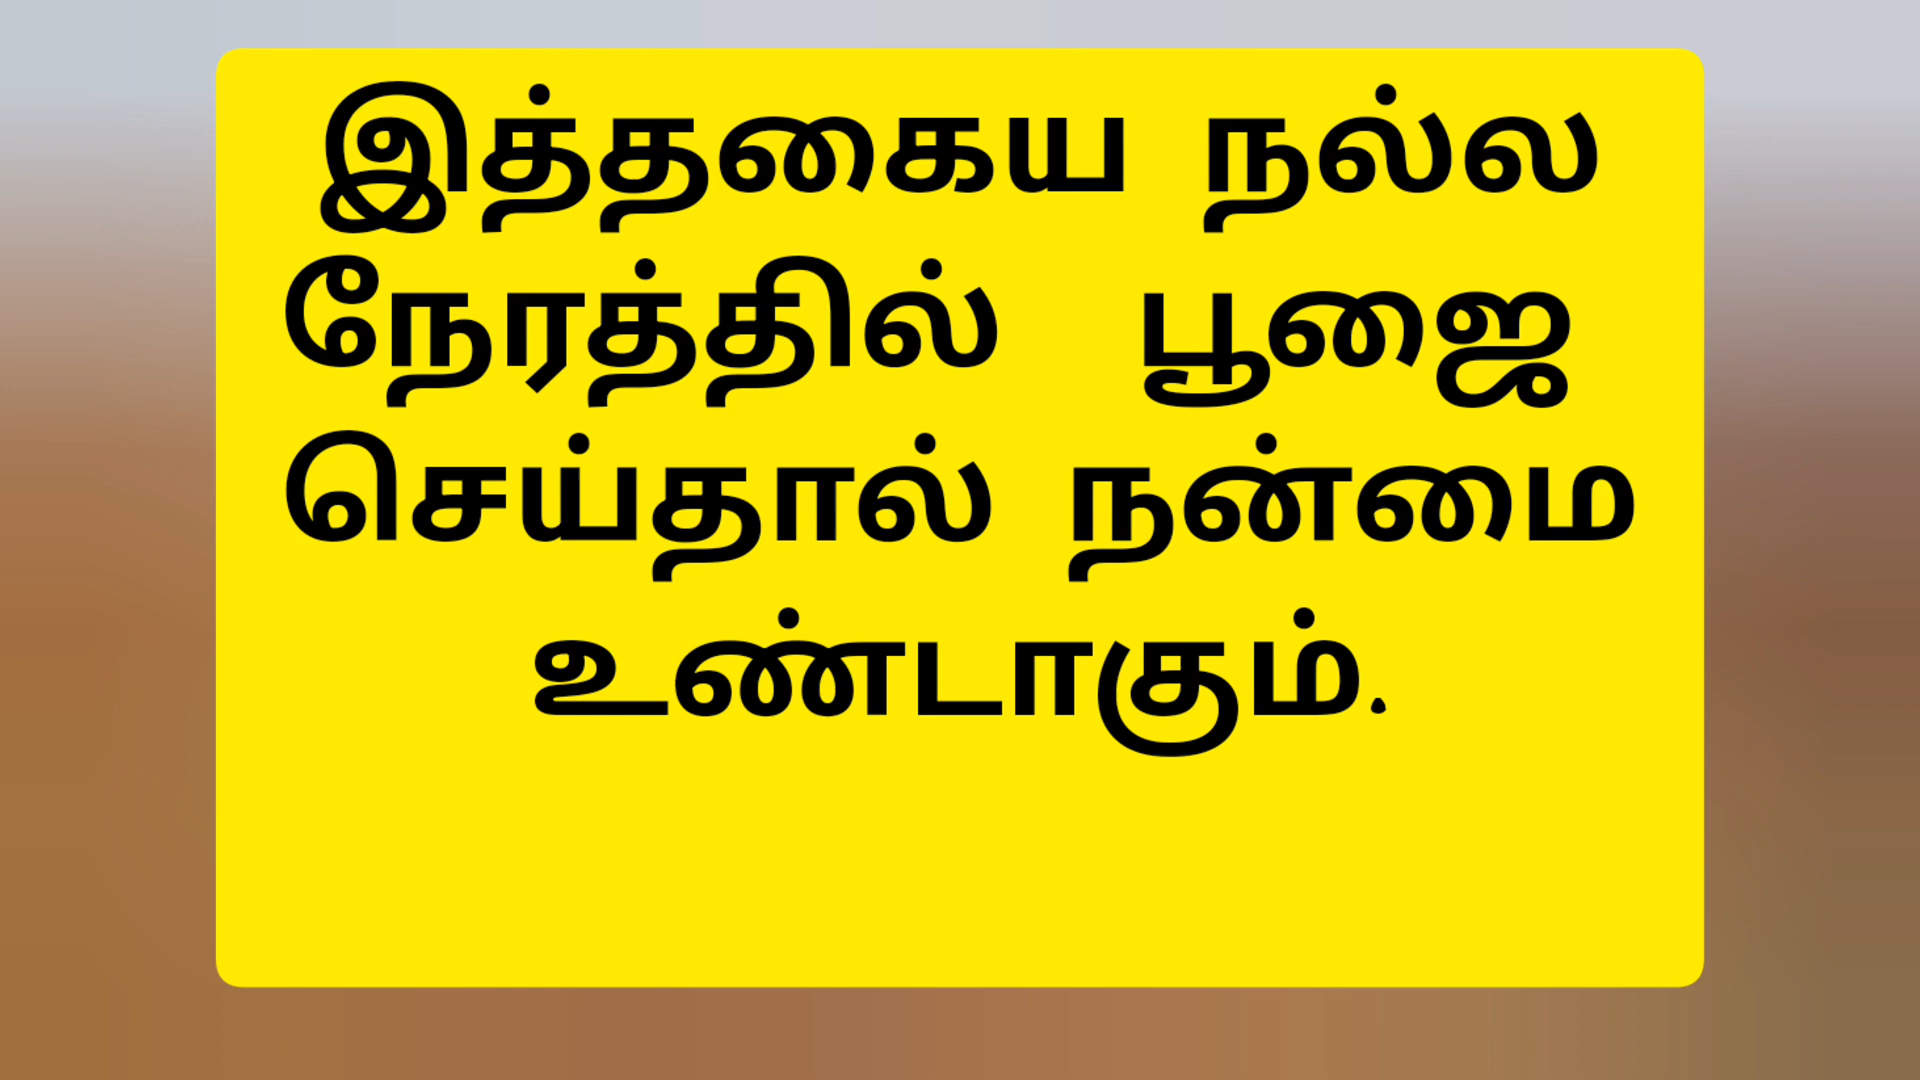 இத்தகைய நல்ல
நேரத்தில் பூஜை
செய்தால் நன்மை
உண்டாகும்.